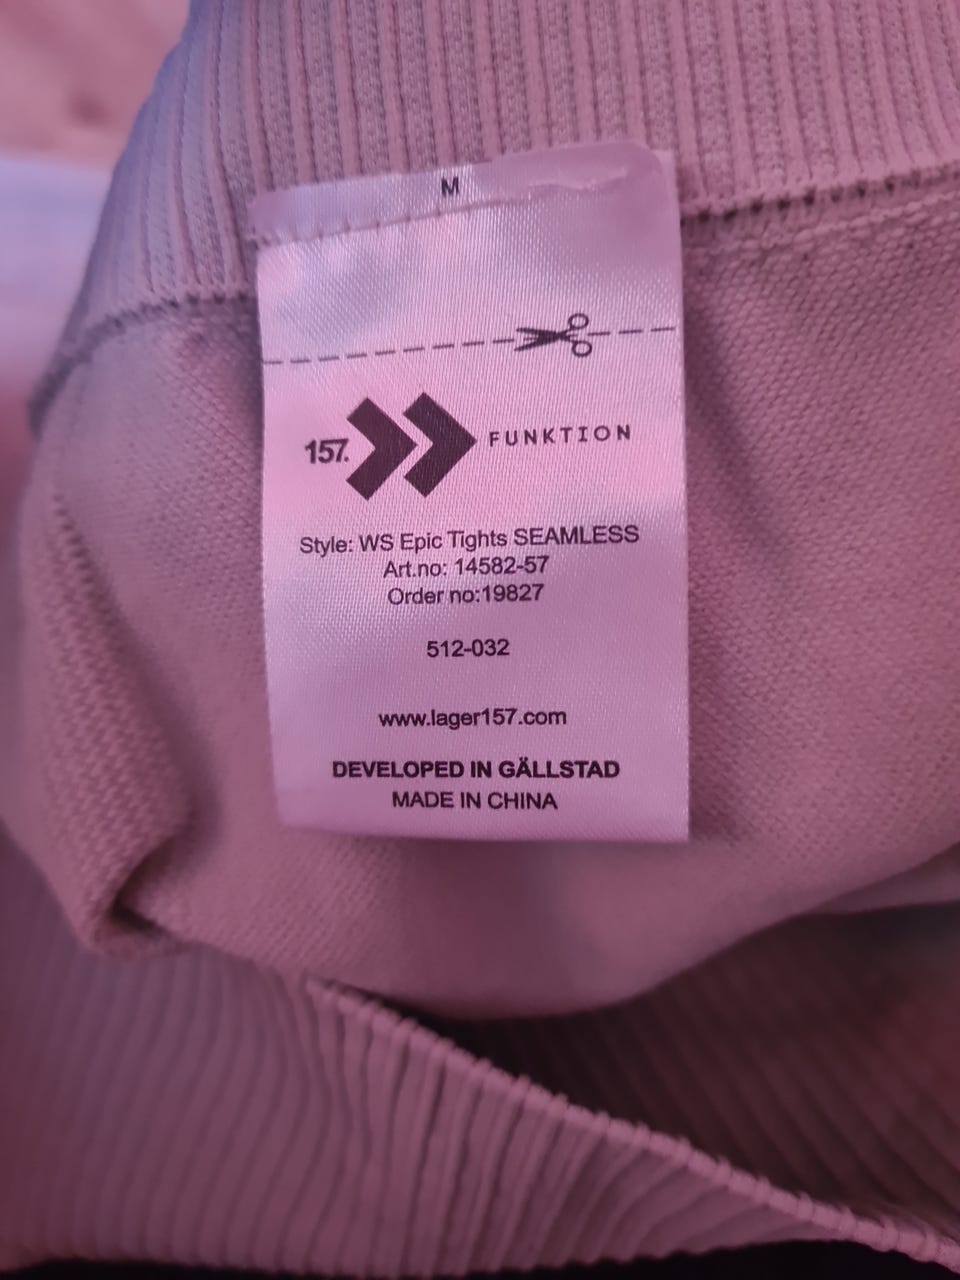 M
157. FUNKTION
Style: WS Epic Tights SEAMLESS
Art.no: 14582-57
Order no:19827
512-032
www.lager157.com
DEVELOPED IN GÄLLSTAD
MADE IN CHINA